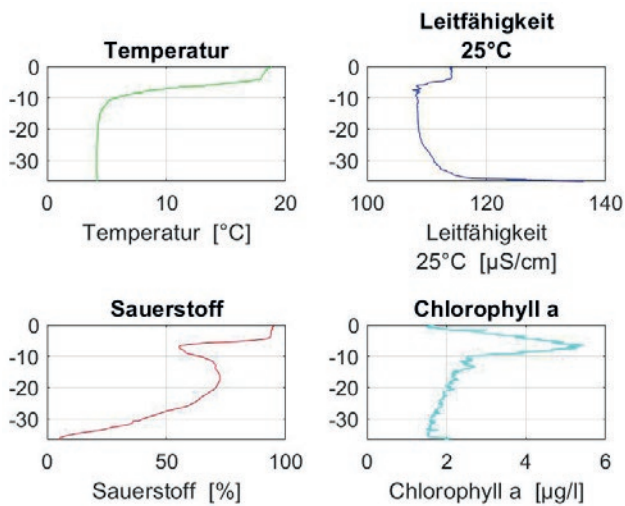 Temperatur
0
-10
-20
-30
0
10
20
Temperatur [°C]
Leitfähigkeit
25°C
0
-10
-20
-30
100
120
140
Leitfähigkeit
25°C [µS/cm]
Sauerstoff
0
-10
-20
-30
0
50
100
Sauerstoff [%]
Chlorophyll a
0
-10
-20
-30
0
2
4
6
Chlorophyll a [µg/l]